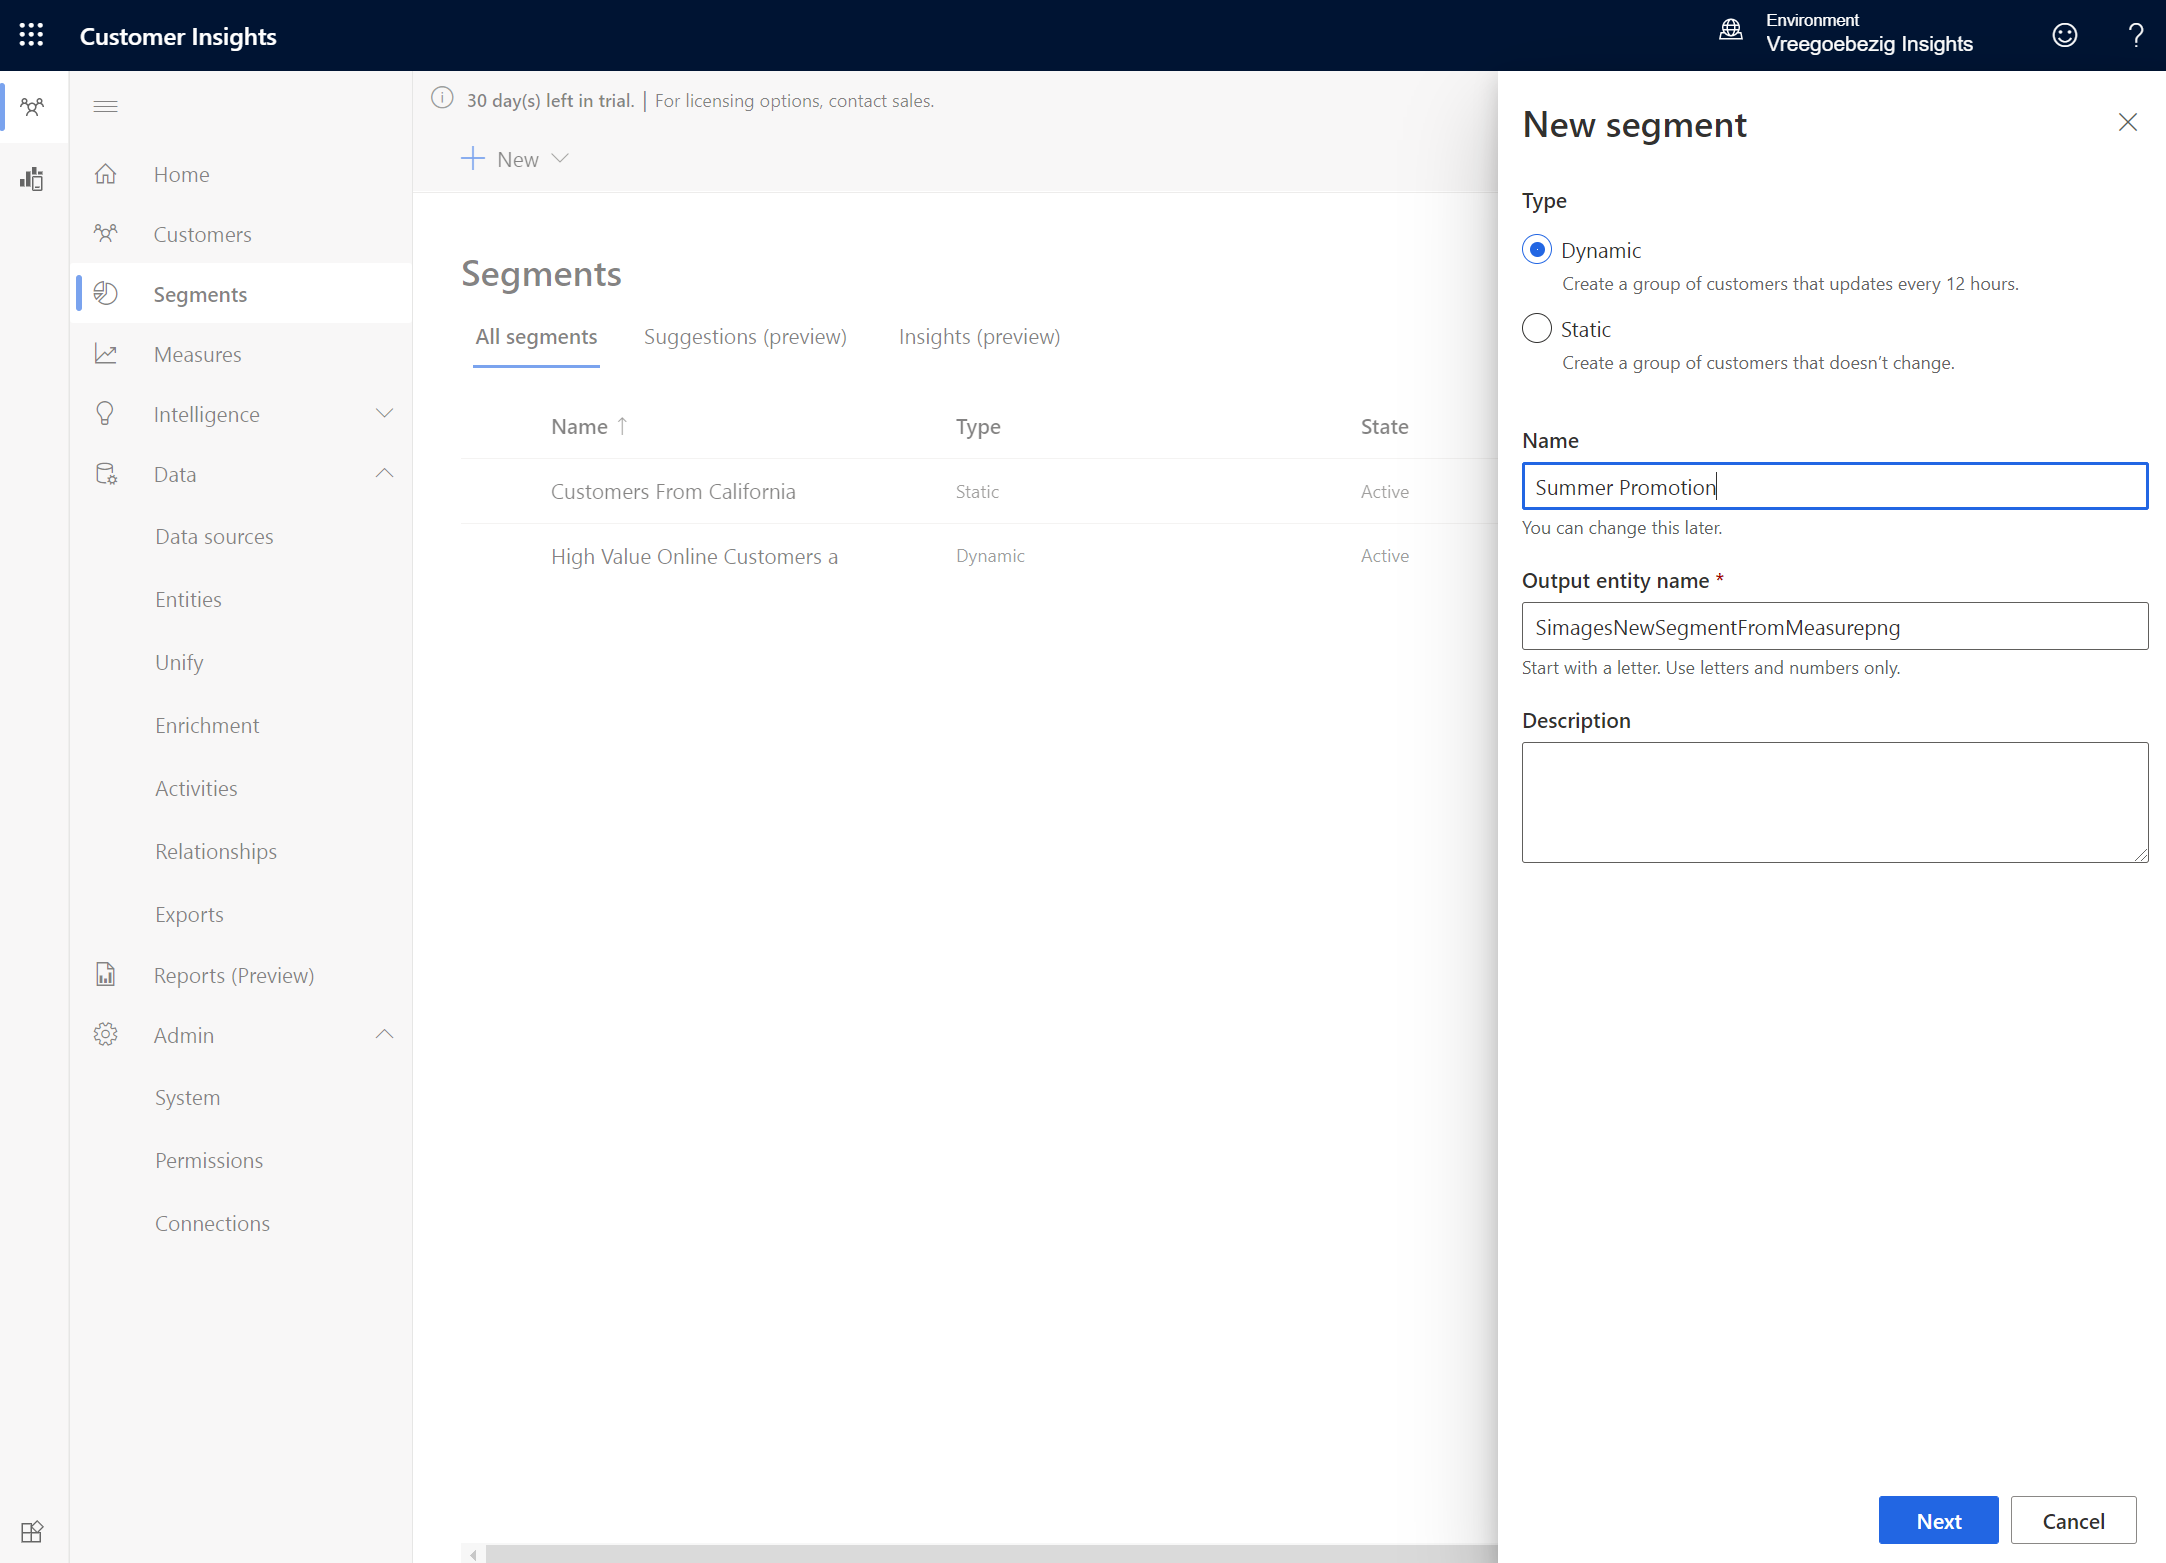 Customer Insights
Environment
Vreegoebezig Insights
?
30 day(s) left in trial. | For licensing options, contact sales.
New
Home
Customers
Segments
Measures
Intelligence
Data
Data sources
Entities
Unify
Enrichment
Activities
Relationships
Exports
Reports (Preview)
Admin
System
Permissions
Connections
Segments
All segments Suggestions (preview) Insights (preview)
Name ↑ Type State
Customers From California Static Active
High Value Online Customers a Dynamic Active
New segment
Type
Dynamic
Create a group of customers that updates every 12 hours.
Static
Create a group of customers that doesn’t change.
Name
Summer Promotion
You can change this later.
Output entity name *
SimagesNewSegmentFromMeasurepng
Start with a letter. Use letters and numbers only.
Description
Next Cancel